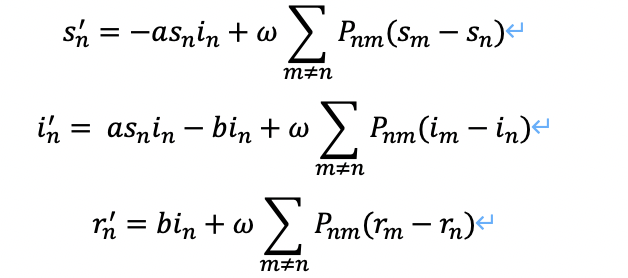 s′ₙ = −asₙiₙ + ω ∑_{m≠n} Pₙₘ(sₘ − sₙ)↵
i′ₙ = asₙiₙ − biₙ + ω ∑_{m≠n} Pₙₘ(iₘ − iₙ)↵
r′ₙ = biₙ + ω ∑_{m≠n} Pₙₘ(rₘ − rₙ)↵